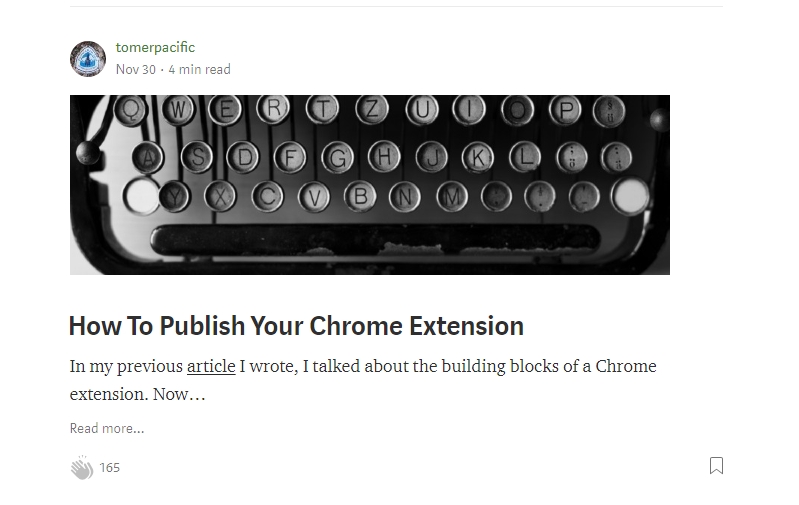 tomerpacific
Nov 30 · 4 min read
Q W E R T Z U I O P
A S D F G H J K L
Y X C V B N M
How To Publish Your Chrome Extension
In my previous article I wrote, I talked about the building blocks of a Chrome
extension. Now…
Read more...
165